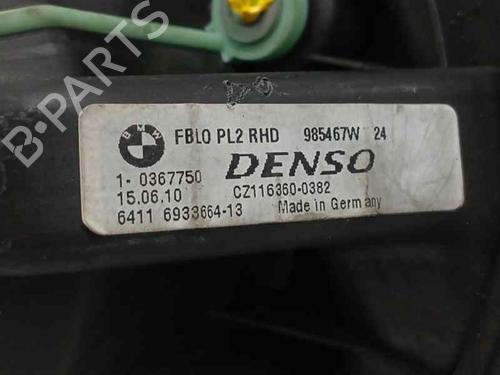 B-PARTS
BMW
FBLO PL2 RHD 985467W 24
DENSO
1- 0367750
CZ116360-0382
15.06.10
6411 6933664-13 Made in Germany